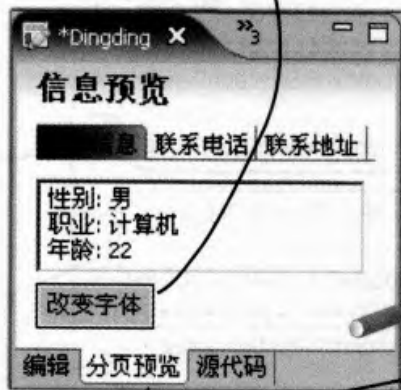 *Dingding
3
信息预览
息 联系电话 联系地址
性别: 男
职业: 计算机
年龄: 22
改变字体
编辑 分页预览 源代码